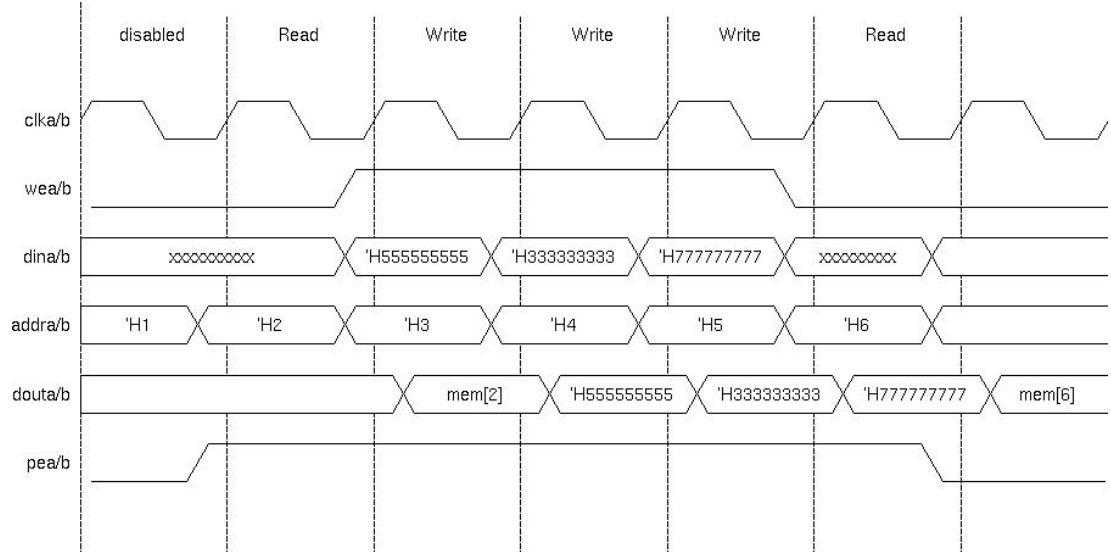 disabled Read Write Write Write Read
clka/b
wea/b
dina/b xxxxxxxxxx 'H555555555 'H333333333 'H777777777 xxxxxxxxx
addra/b 'H1 'H2 'H3 'H4 'H5 'H6
douta/b mem[2] 'H555555555 'H333333333 'H777777777 mem[6]
pea/b